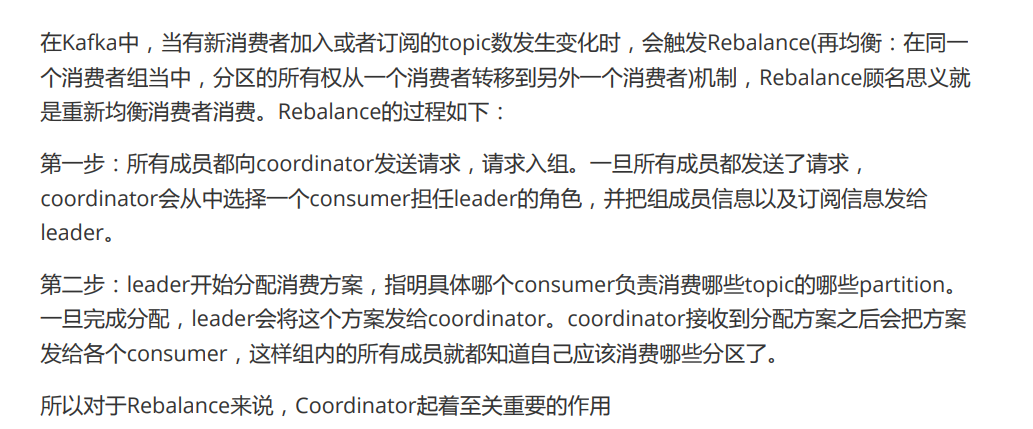 在Kafka中，当有新消费者加入或者订阅的topic数发生变化时，会触发Rebalance(再均衡：在同一
个消费者组当中，分区的所有权从一个消费者转移到另外一个消费者)机制，Rebalance顾名思义就
是重新均衡消费者消费。Rebalance的过程如下：
第一步：所有成员都向coordinator发送请求，请求入组。一旦所有成员都发送了请求，
coordinator会从中选择一个consumer担任leader的角色，并把组成员信息以及订阅信息发给
leader。
第二步：leader开始分配消费方案，指明具体哪个consumer负责消费哪些topic的哪些partition。
一旦完成分配，leader会将这个方案发给coordinator。coordinator接收到分配方案之后会把方案
发给各个consumer，这样组内的所有成员就都知道自己应该消费哪些分区了。
所以对于Rebalance来说，Coordinator起着至关重要的作用